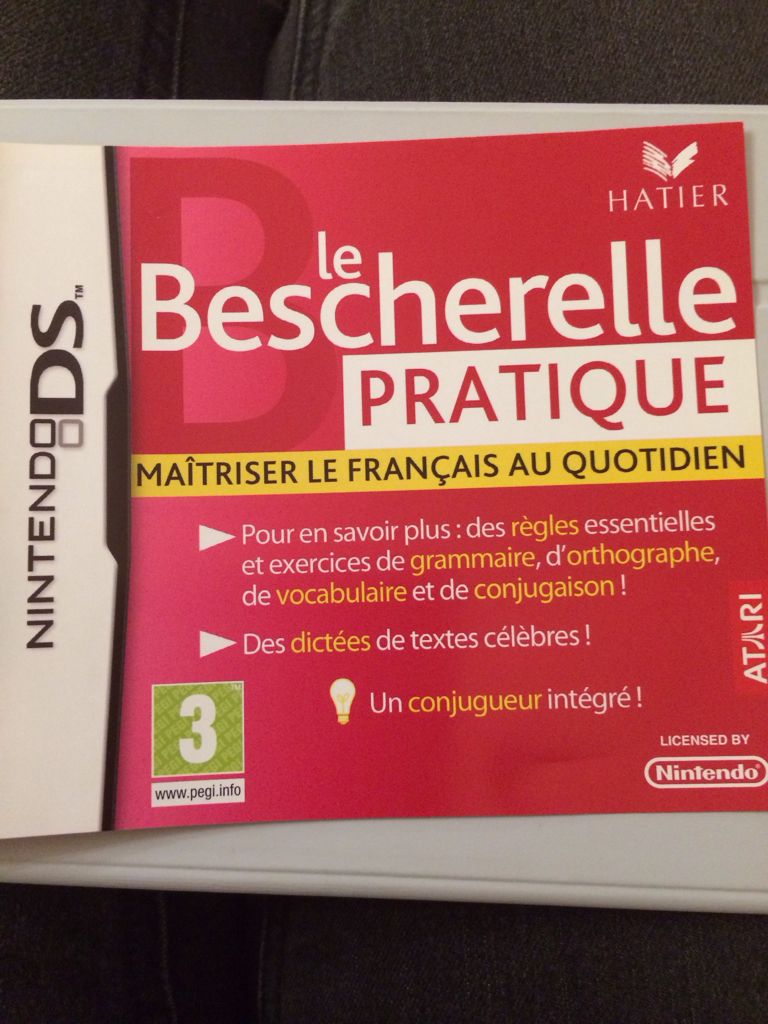 NINTENDO DS™
HATIER
B
le
Bescherelle
PRATIQUE
MAÎTRISER LE FRANÇAIS AU QUOTIDIEN
Pour en savoir plus : des règles essentielles
et exercices de grammaire, d'orthographe,
de vocabulaire et de conjugaison !
Des dictées de textes célèbres !
Un conjugueur intégré !
ATARI
3™
www.pegi.info
LICENSED BY
Nintendo®